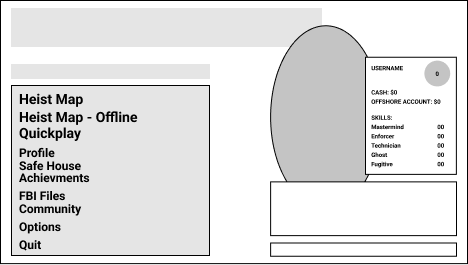 Heist Map
Heist Map - Offline
Quickplay
Profile
Safe House
Achievments
FBI Files
Community
Options
Quit
USERNAME
0
CASH: $0
OFFSHORE ACCOUNT: $0
SKILLS:
Mastermind 00
Enforcer 00
Technician 00
Ghost 00
Fugitive 00